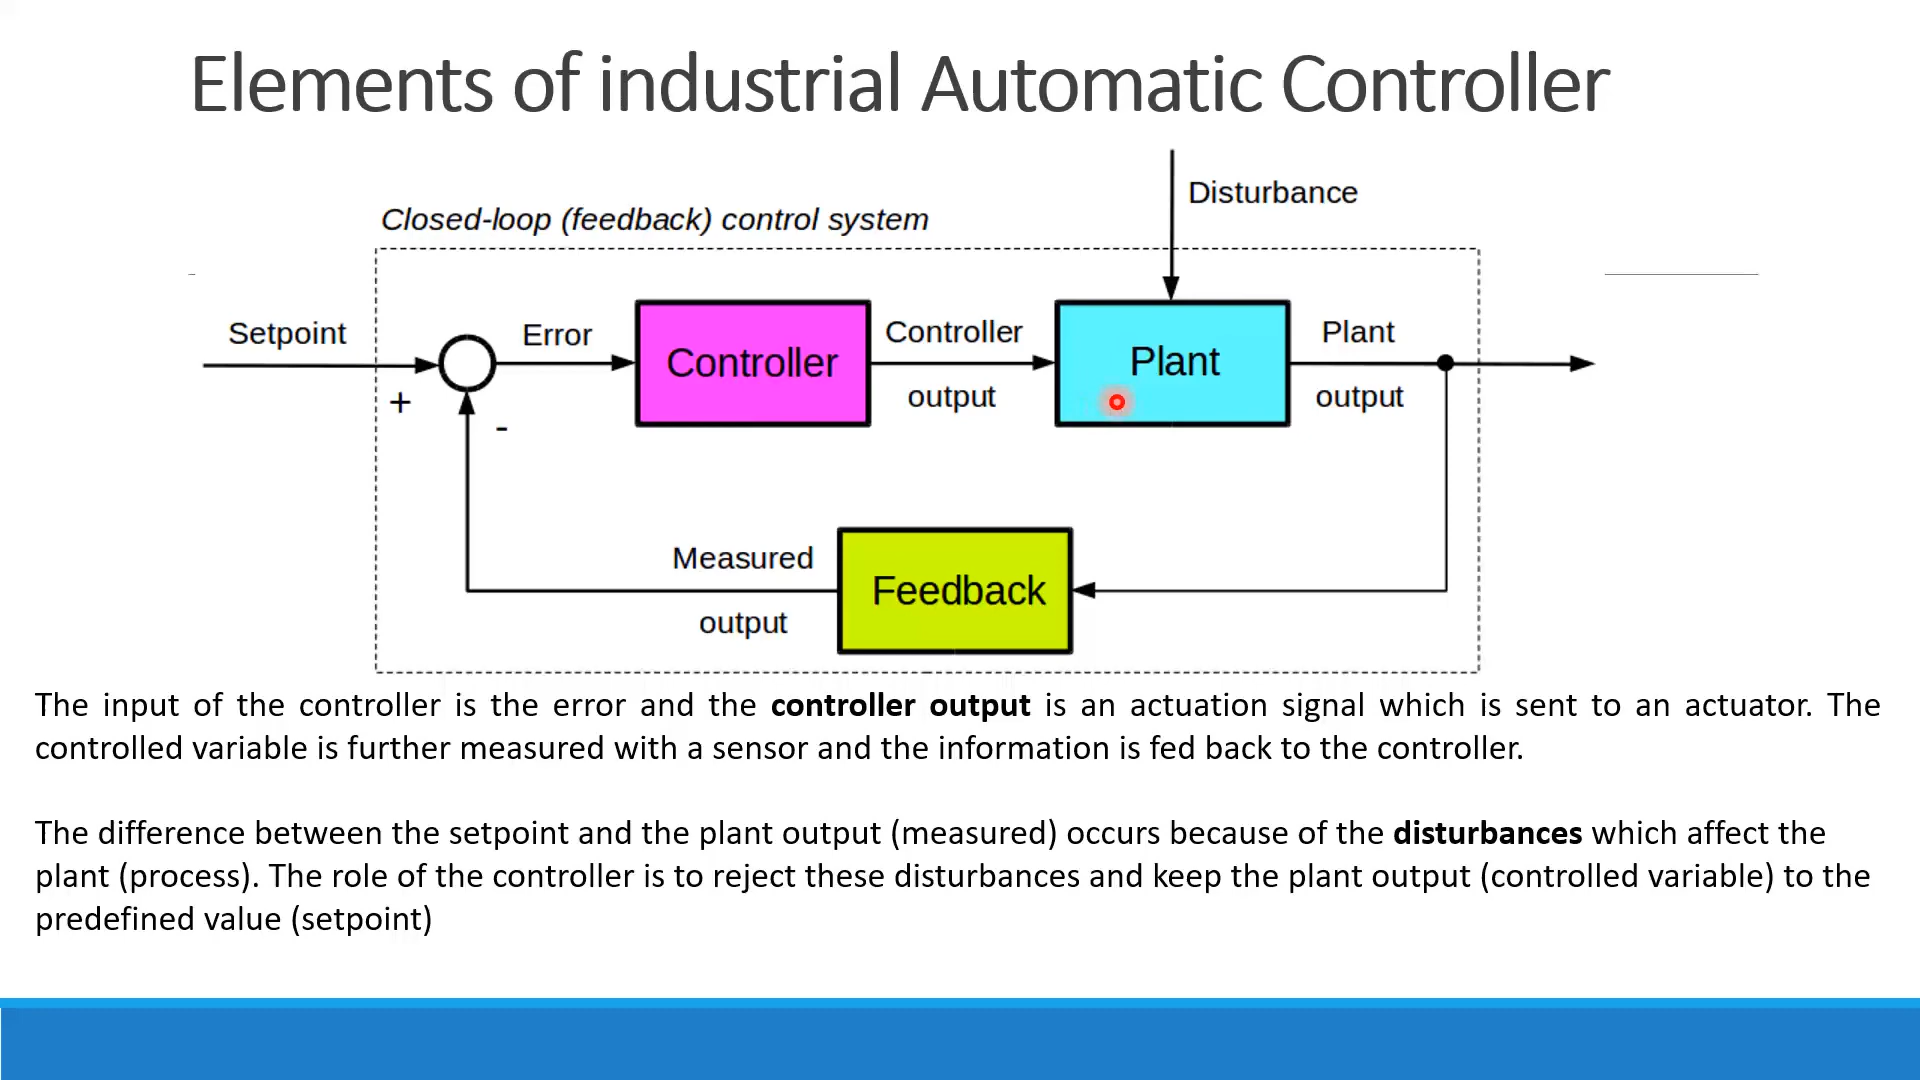 Elements of industrial Automatic Controller
Disturbance
Closed-loop (feedback) control system
Setpoint
Error
Controller
Controller
output
Plant
Plant
output
+
-
Measured
output
Feedback
The input of the controller is the error and the controller output is an actuation signal which is sent to an actuator. The
controlled variable is further measured with a sensor and the information is fed back to the controller.
The difference between the setpoint and the plant output (measured) occurs because of the disturbances which affect the
plant (process). The role of the controller is to reject these disturbances and keep the plant output (controlled variable) to the
predefined value (setpoint)